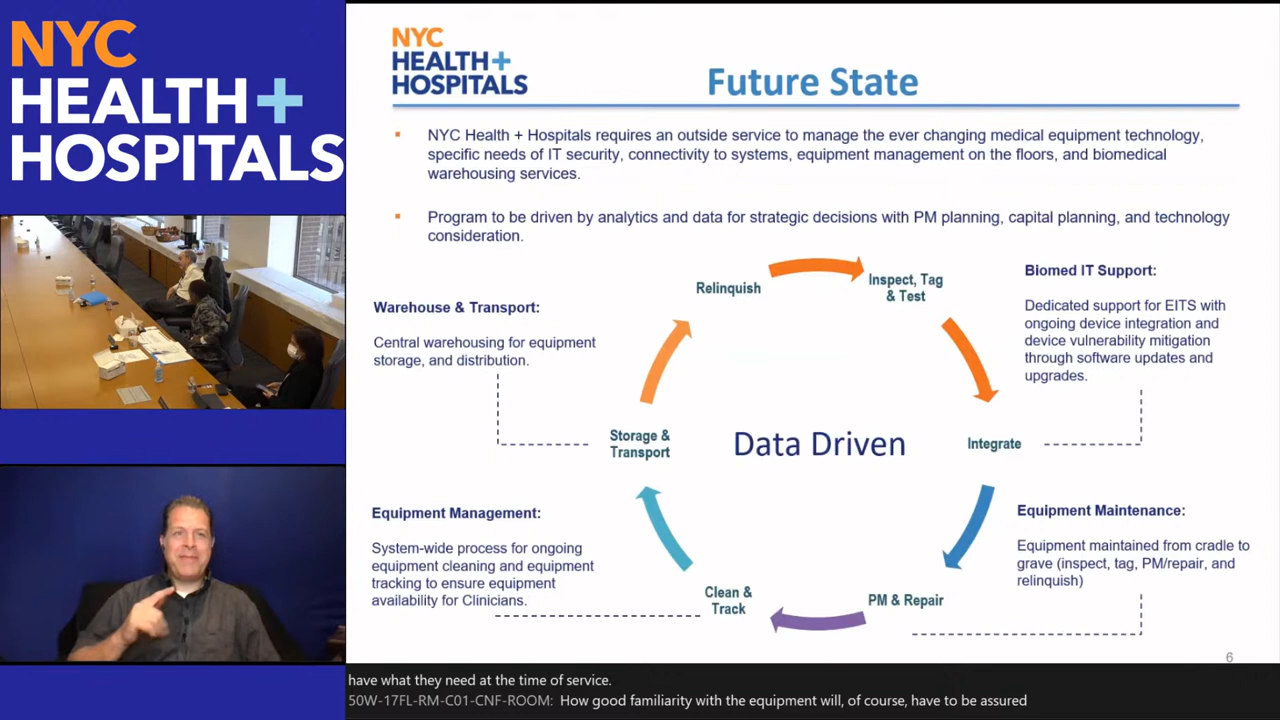 NYC
HEALTH+
HOSPITALS
NYC
HEALTH+
HOSPITALS
Future State
▪ NYC Health + Hospitals requires an outside service to manage the ever changing medical equipment technology,
specific needs of IT security, connectivity to systems, equipment management on the floors, and biomedical
warehousing services.
▪ Program to be driven by analytics and data for strategic decisions with PM planning, capital planning, and technology
consideration.
Relinquish
Inspect, Tag
& Test
Biomed IT Support:
Dedicated support for EITS with
ongoing device integration and
device vulnerability mitigation
through software updates and
upgrades.
Warehouse & Transport:
Central warehousing for equipment
storage, and distribution.
Storage &
Transport
Data Driven
Integrate
Equipment Management:
System-wide process for ongoing
equipment cleaning and equipment
tracking to ensure equipment
availability for Clinicians.
Equipment Maintenance:
Equipment maintained from cradle to
grave (inspect, tag, PM/repair, and
relinquish)
Clean &
Track
PM & Repair
6
have what they need at the time of service.
50W-17FL-RM-C01-CNF-ROOM: How good familiarity with the equipment will, of course, have to be assured